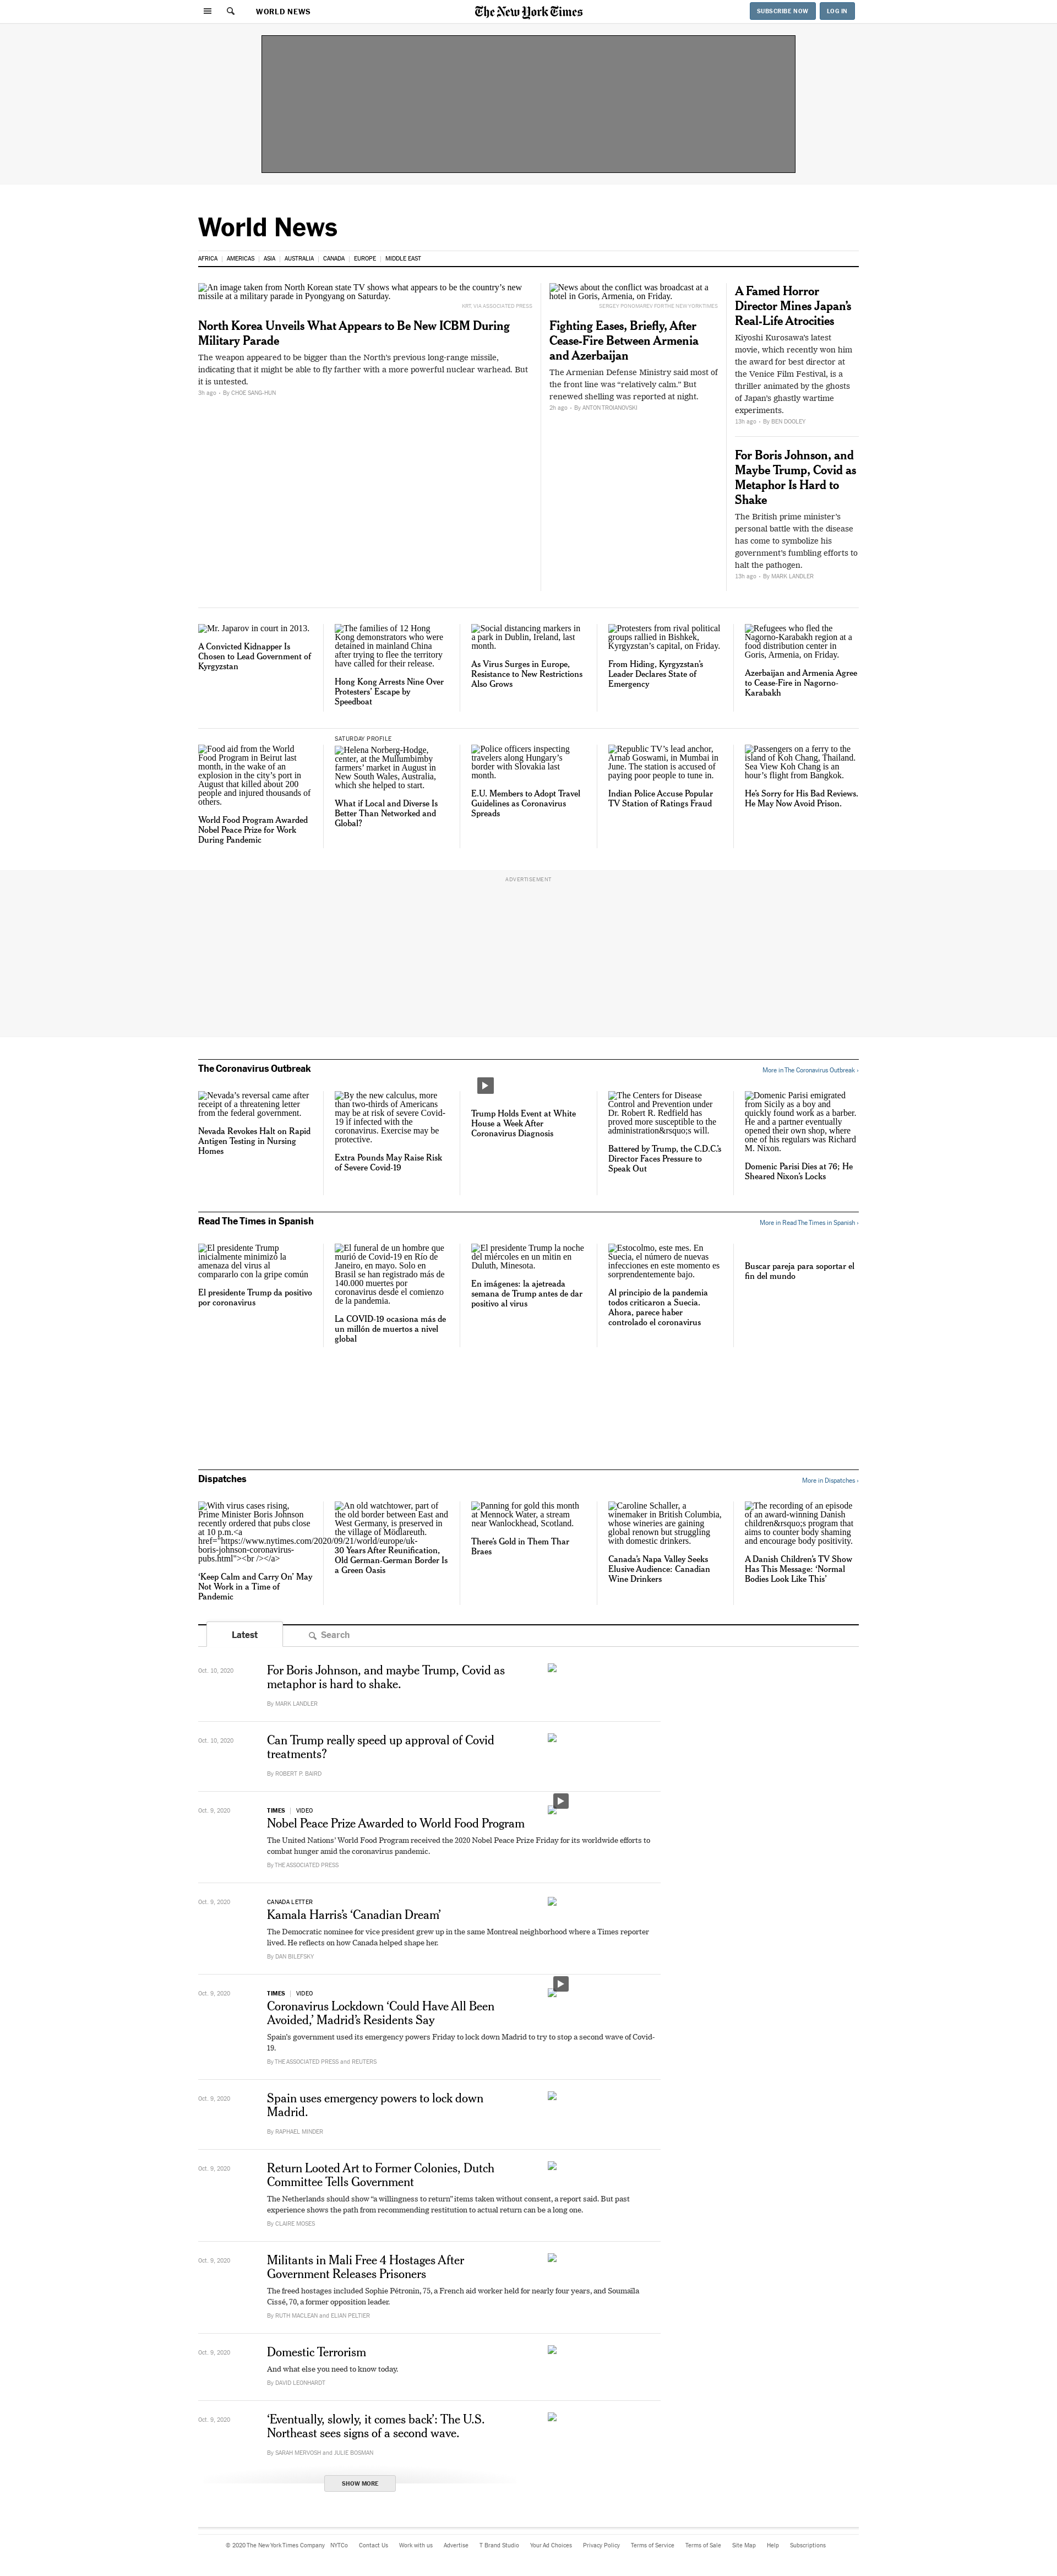 WORLD NEWS
The New York Times
SUBSCRIBE NOW
LOG IN
World News
AFRICA | AMERICAS | ASIA | AUSTRALIA | CANADA | EUROPE | MIDDLE EAST
An image taken from North Korean state TV shows what appears to be the country’s new
missile at a military parade in Pyongyang on Saturday.
KRT, VIA ASSOCIATED PRESS
North Korea Unveils What Appears to Be New ICBM During
Military Parade
The weapon appeared to be bigger than the North’s previous long-range missile,
indicating that it might be able to fly farther with a more powerful nuclear warhead. But
it is untested.
3h ago · By CHOE SANG-HUN
News about the conflict was broadcast at a
hotel in Goris, Armenia, on Friday.
SERGEY PONOMAREV FOR THE NEW YORK TIMES
Fighting Eases, Briefly, After
Cease-Fire Between Armenia
and Azerbaijan
The Armenian Defense Ministry said most of
the front line was “relatively calm.” But
renewed shelling was reported at night.
2h ago · By ANTON TROIANOVSKI
A Famed Horror
Director Mines Japan’s
Real-Life Atrocities
Kiyoshi Kurosawa’s latest
movie, which recently won him
the award for best director at
the Venice Film Festival, is a
thriller animated by the ghosts
of Japan’s ghastly wartime
experiments.
13h ago · By BEN DOOLEY
For Boris Johnson, and
Maybe Trump, Covid as
Metaphor Is Hard to
Shake
The British prime minister’s
personal battle with the disease
has come to symbolize his
government’s fumbling efforts to
halt the pathogen.
13h ago · By MARK LANDLER
Mr. Japarov in court in 2013.
A Convicted Kidnapper Is
Chosen to Lead Government of
Kyrgyzstan
The families of 12 Hong
Kong demonstrators who were
detained in mainland China
after trying to flee the territory
have called for their release.
Hong Kong Arrests Nine Over
Protesters’ Escape by
Speedboat
Social distancing markers in
a park in Dublin, Ireland, last
month.
As Virus Surges in Europe,
Resistance to New Restrictions
Also Grows
Protesters from rival political
groups rallied in Bishkek,
Kyrgyzstan’s capital, on Friday.
From Hiding, Kyrgyzstan’s
Leader Declares State of
Emergency
Refugees who fled the
Nagorno-Karabakh region at a
food distribution center in
Goris, Armenia, on Friday.
Azerbaijan and Armenia Agree
to Cease-Fire in Nagorno-
Karabakh
Food aid from the World
Food Program in Beirut last
month, in the wake of an
explosion in the city’s port in
August that killed about 200
people and injured thousands of
others.
World Food Program Awarded
Nobel Peace Prize for Work
During Pandemic
SATURDAY PROFILE
Helena Norberg-Hodge,
center, at the Mullumbimby
farmers’ market in August in
New South Wales, Australia,
which she helped to start.
What if Local and Diverse Is
Better Than Networked and
Global?
Police officers inspecting
travelers along Hungary’s
border with Slovakia last
month.
E.U. Members to Adopt Travel
Guidelines as Coronavirus
Spreads
Republic TV’s lead anchor,
Arnab Goswami, in Mumbai in
June. The station is accused of
paying poor people to tune in.
Indian Police Accuse Popular
TV Station of Ratings Fraud
Passengers on a ferry to the
island of Koh Chang, Thailand.
Sea View Koh Chang is an
hour’s flight from Bangkok.
He’s Sorry for His Bad Reviews.
He May Now Avoid Prison.
ADVERTISEMENT
The Coronavirus Outbreak
More in The Coronavirus Outbreak ›
Nevada’s reversal came after
receipt of a threatening letter
from the federal government.
Nevada Revokes Halt on Rapid
Antigen Testing in Nursing
Homes
By the new calculus, more
than two-thirds of Americans
may be at risk of severe Covid-
19 if infected with the
coronavirus. Exercise may be
protective.
Extra Pounds May Raise Risk
of Severe Covid-19
Trump Holds Event at White
House a Week After
Coronavirus Diagnosis
The Centers for Disease
Control and Prevention under
Dr. Robert R. Redfield has
proved more susceptible to the
administration&rsquo;s will.
Battered by Trump, the C.D.C.’s
Director Faces Pressure to
Speak Out
Domenic Parisi emigrated
from Sicily as a boy and
quickly found work as a barber.
He and a partner eventually
opened their own shop, where
one of his regulars was Richard
M. Nixon.
Domenic Parisi Dies at 76; He
Sheared Nixon’s Locks
Read The Times in Spanish
More in Read The Times in Spanish ›
El presidente Trump
inicialmente minimizó la
amenaza del virus al
compararlo con la gripe común
El presidente Trump da positivo
por coronavirus
El funeral de un hombre que
murió de Covid-19 en Río de
Janeiro, en mayo. Solo en
Brasil se han registrado más de
140.000 muertes por
coronavirus desde el comienzo
de la pandemia.
La COVID-19 ocasiona más de
un millón de muertos a nivel
global
El presidente Trump la noche
del miércoles en un mitin en
Duluth, Minesota.
En imágenes: la ajetreada
semana de Trump antes de dar
positivo al virus
Estocolmo, este mes. En
Suecia, el número de nuevas
infecciones en este momento es
sorprendentemente bajo.
Al principio de la pandemia
todos criticaron a Suecia.
Ahora, parece haber
controlado el coronavirus
Buscar pareja para soportar el
fin del mundo
Dispatches
More in Dispatches ›
With virus cases rising,
Prime Minister Boris Johnson
recently ordered that pubs close
at 10 p.m.<a
href="https://www.nytimes.com/2020/09/21/world/europe/uk-
boris-johnson-coronavirus-
pubs.html"><br /></a>
‘Keep Calm and Carry On’ May
Not Work in a Time of
Pandemic
An old watchtower, part of
the old border between East and
West Germany, is preserved in
the village of Mödlareuth.
30 Years After Reunification,
Old German-German Border Is
a Green Oasis
Panning for gold this month
at Mennock Water, a stream
near Wanlockhead, Scotland.
There’s Gold in Them Thar
Braes
Caroline Schaller, a
winemaker in British Columbia,
whose wineries are gaining
global renown but struggling
with domestic drinkers.
Canada’s Napa Valley Seeks
Elusive Audience: Canadian
Wine Drinkers
The recording of an episode
of an award-winning Danish
children&rsquo;s program that
aims to counter body shaming
and encourage body positivity.
A Danish Children’s TV Show
Has This Message: ‘Normal
Bodies Look Like This’
Latest
Search
Oct. 10, 2020
For Boris Johnson, and maybe Trump, Covid as
metaphor is hard to shake.
By MARK LANDLER
Oct. 10, 2020
Can Trump really speed up approval of Covid
treatments?
By ROBERT P. BAIRD
Oct. 9, 2020
TIMES | VIDEO
Nobel Peace Prize Awarded to World Food Program
The United Nations’ World Food Program received the 2020 Nobel Peace Prize Friday for its worldwide efforts to
combat hunger amid the coronavirus pandemic.
By THE ASSOCIATED PRESS
Oct. 9, 2020
CANADA LETTER
Kamala Harris’s ‘Canadian Dream’
The Democratic nominee for vice president grew up in the same Montreal neighborhood where a Times reporter
lived. He reflects on how Canada helped shape her.
By DAN BILEFSKY
Oct. 9, 2020
TIMES | VIDEO
Coronavirus Lockdown ‘Could Have All Been
Avoided,’ Madrid’s Residents Say
Spain’s government used its emergency powers Friday to lock down Madrid to try to stop a second wave of Covid-
19.
By THE ASSOCIATED PRESS and REUTERS
Oct. 9, 2020
Spain uses emergency powers to lock down
Madrid.
By RAPHAEL MINDER
Oct. 9, 2020
Return Looted Art to Former Colonies, Dutch
Committee Tells Government
The Netherlands should show “a willingness to return” items taken without consent, a report said. But past
experience shows the path from recommending restitution to actual return can be a long one.
By CLAIRE MOSES
Oct. 9, 2020
Militants in Mali Free 4 Hostages After
Government Releases Prisoners
The freed hostages included Sophie Pétronin, 75, a French aid worker held for nearly four years, and Soumaïla
Cissé, 70, a former opposition leader.
By RUTH MACLEAN and ELIAN PELTIER
Oct. 9, 2020
Domestic Terrorism
And what else you need to know today.
By DAVID LEONHARDT
Oct. 9, 2020
‘Eventually, slowly, it comes back’: The U.S.
Northeast sees signs of a second wave.
By SARAH MERVOSH and JULIE BOSMAN
SHOW MORE
© 2020 The New York Times Company NYTCo Contact Us Work with us Advertise T Brand Studio Your Ad Choices Privacy Policy Terms of Service Terms of Sale Site Map Help Subscriptions